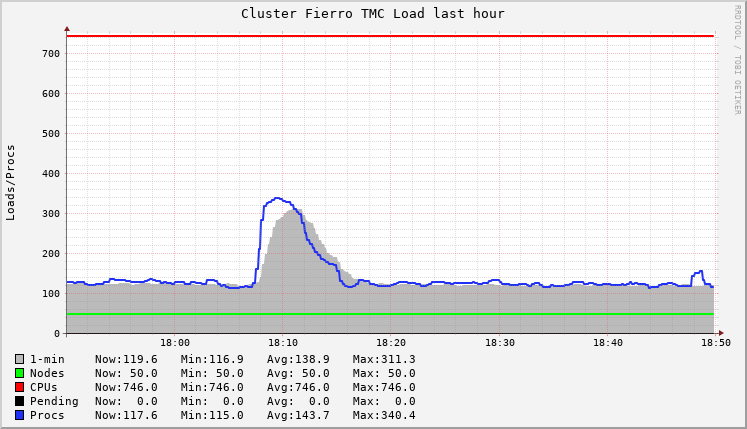 Cluster Fierro TMC Load last hour
RRDTOOL / TOBI OETIKER
Loads/Procs
700
600
500
400
300
200
100
0
18:00 18:10 18:20 18:30 18:40 18:50
1-min Now:119.6 Min:116.9 Avg:138.9 Max:311.3
Nodes Now: 50.0 Min: 50.0 Avg: 50.0 Max: 50.0
CPUs Now:746.0 Min:746.0 Avg:746.0 Max:746.0
Pending Now: 0.0 Min: 0.0 Avg: 0.0 Max: 0.0
Procs Now:117.6 Min:115.0 Avg:143.7 Max:340.4